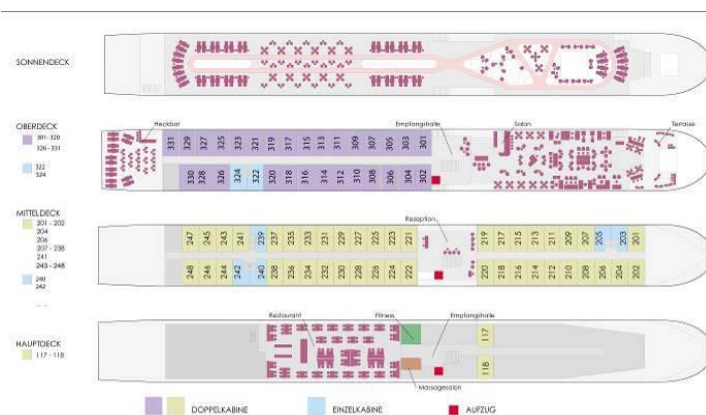 SONNENDECK
OBERDECK
301- 320
326 - 331
322
324
Heckbar
Empfangshalle
Salon
Terrasse
331 329 327 325 323 321 319 317 315 313 311 309 307 305 303 301
330 328 326 324 322 320 318 316 314 312 310 308 306 304 302
MITTELDECK
201 - 202
204
206
207 - 238
241
243 - 248
240
242
Rezeption
247 245 243 241 239 237 235 233 231 229 227 225 223 221 219 217 215 213 211 209 207 205 203 201
248 246 244 242 240 238 236 234 232 230 228 226 224 222 220 218 216 214 212 210 208 206 204 202
HAUPTDECK
117 - 118
Restaurant
Fitness
Empfangshalle
117
118
Massagesalon
DOPPELKABINE
EINZELKABINE
AUFZUG